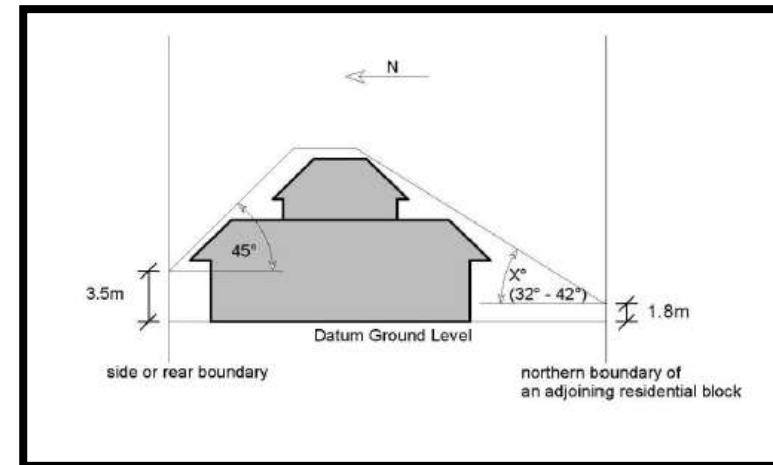 N
45°
X°
(32° - 42°)
3.5m
1.8m
Datum Ground Level
side or rear boundary
northern boundary of
an adjoining residential block